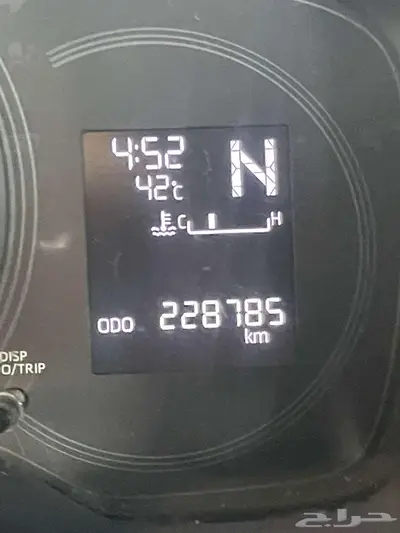 4:52
N
42°C
C H
ODO 228785
km
DISP
O/TRIP
حراج